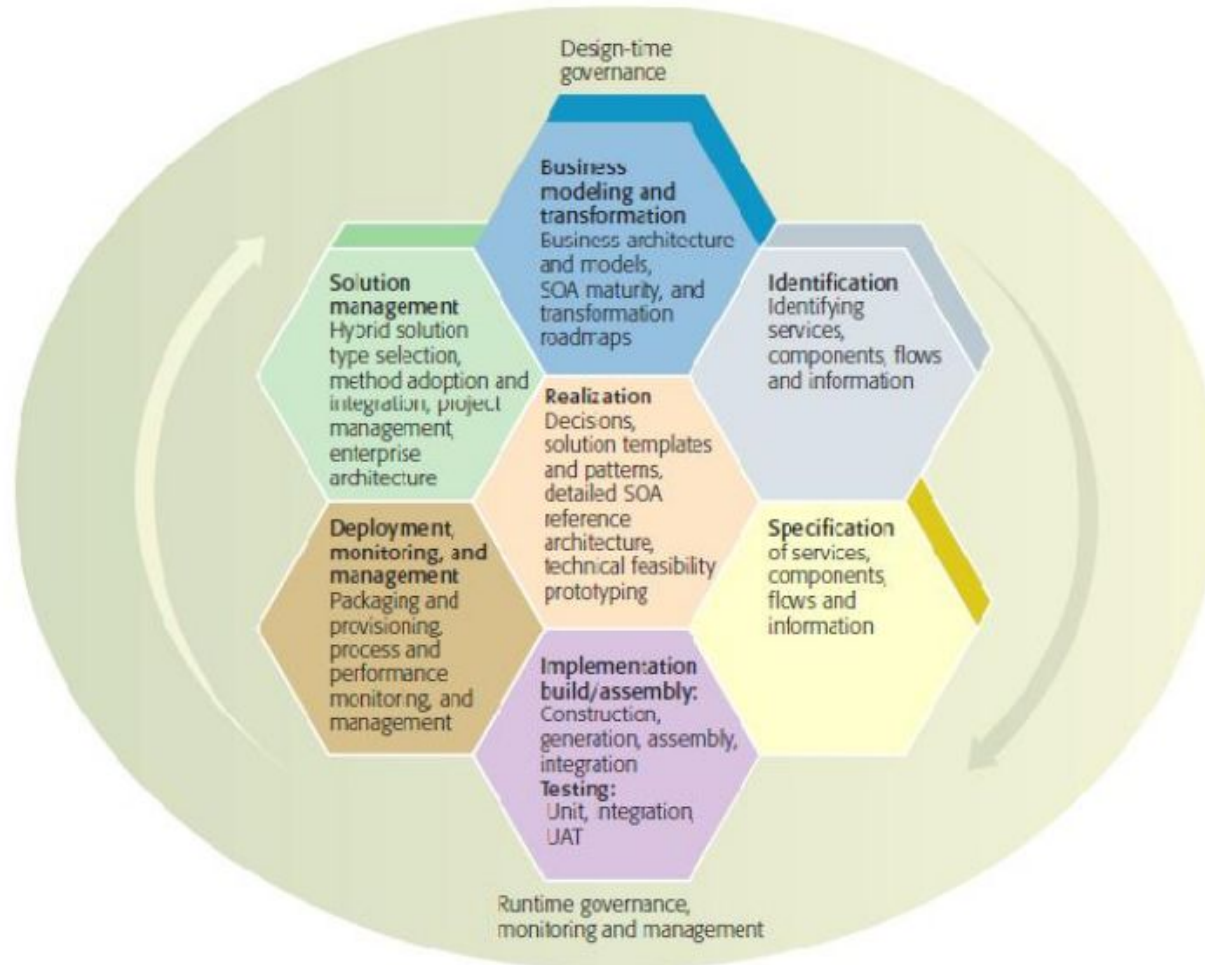 Design-time
governance
Business
modeling and
transformation
Business architecture
and models,
SOA maturity, and
transformation
roadmaps
Solution
management
Hybrid solution
type selection,
method adoption and
integration, project
management,
enterprise
architecture
Identification
Identifying
services,
components, flows
and information
Realization
Decisions,
solution templates
and patterns,
detailed SOA
reference
architecture,
technical feasibility
prototyping
Deployment,
monitoring, and
management
Packaging and
provisioning,
process and
performance
monitoring, and
management
Specification
of services,
components,
flows and
information
Implementation
build/assembly:
Construction,
generation, assembly,
integration
Testing:
Unit, integration,
UAT
Runtime governance,
monitoring and management